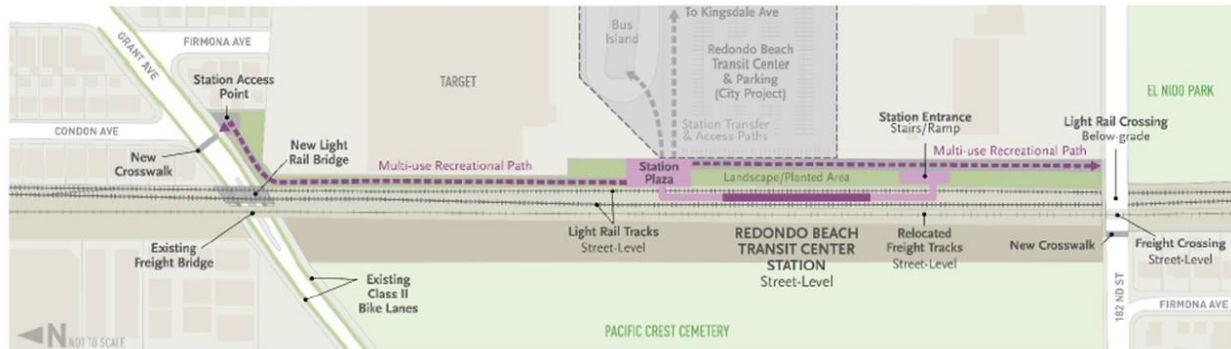 To Kingsdale Ave
Bus
Island
Redondo Beach
Transit Center
& Parking
(City Project)
GRANT AVE
FIRMONA AVE
Station Access
Point
TARGET
EL NIDO PARK
CONDON AVE
New
Crosswalk
New Light
Rail Bridge
Station Transfer
& Access Paths
Station Entrance
Stairs/Ramp
Light Rail Crossing
Below-grade
Multi-use Recreational Path
Station
Plaza
Multi-use Recreational Path
Landscape/Planted Area
Existing
Freight Bridge
Light Rail Tracks
Street-Level
REDONDO BEACH
TRANSIT CENTER
STATION
Street-Level
Relocated
Freight Tracks
Street-Level
New Crosswalk
Freight Crossing
Street-Level
Existing
Class II
Bike Lanes
182 ND ST
FIRMONA AVE
N
NOT TO SCALE
PACIFIC CREST CEMETERY